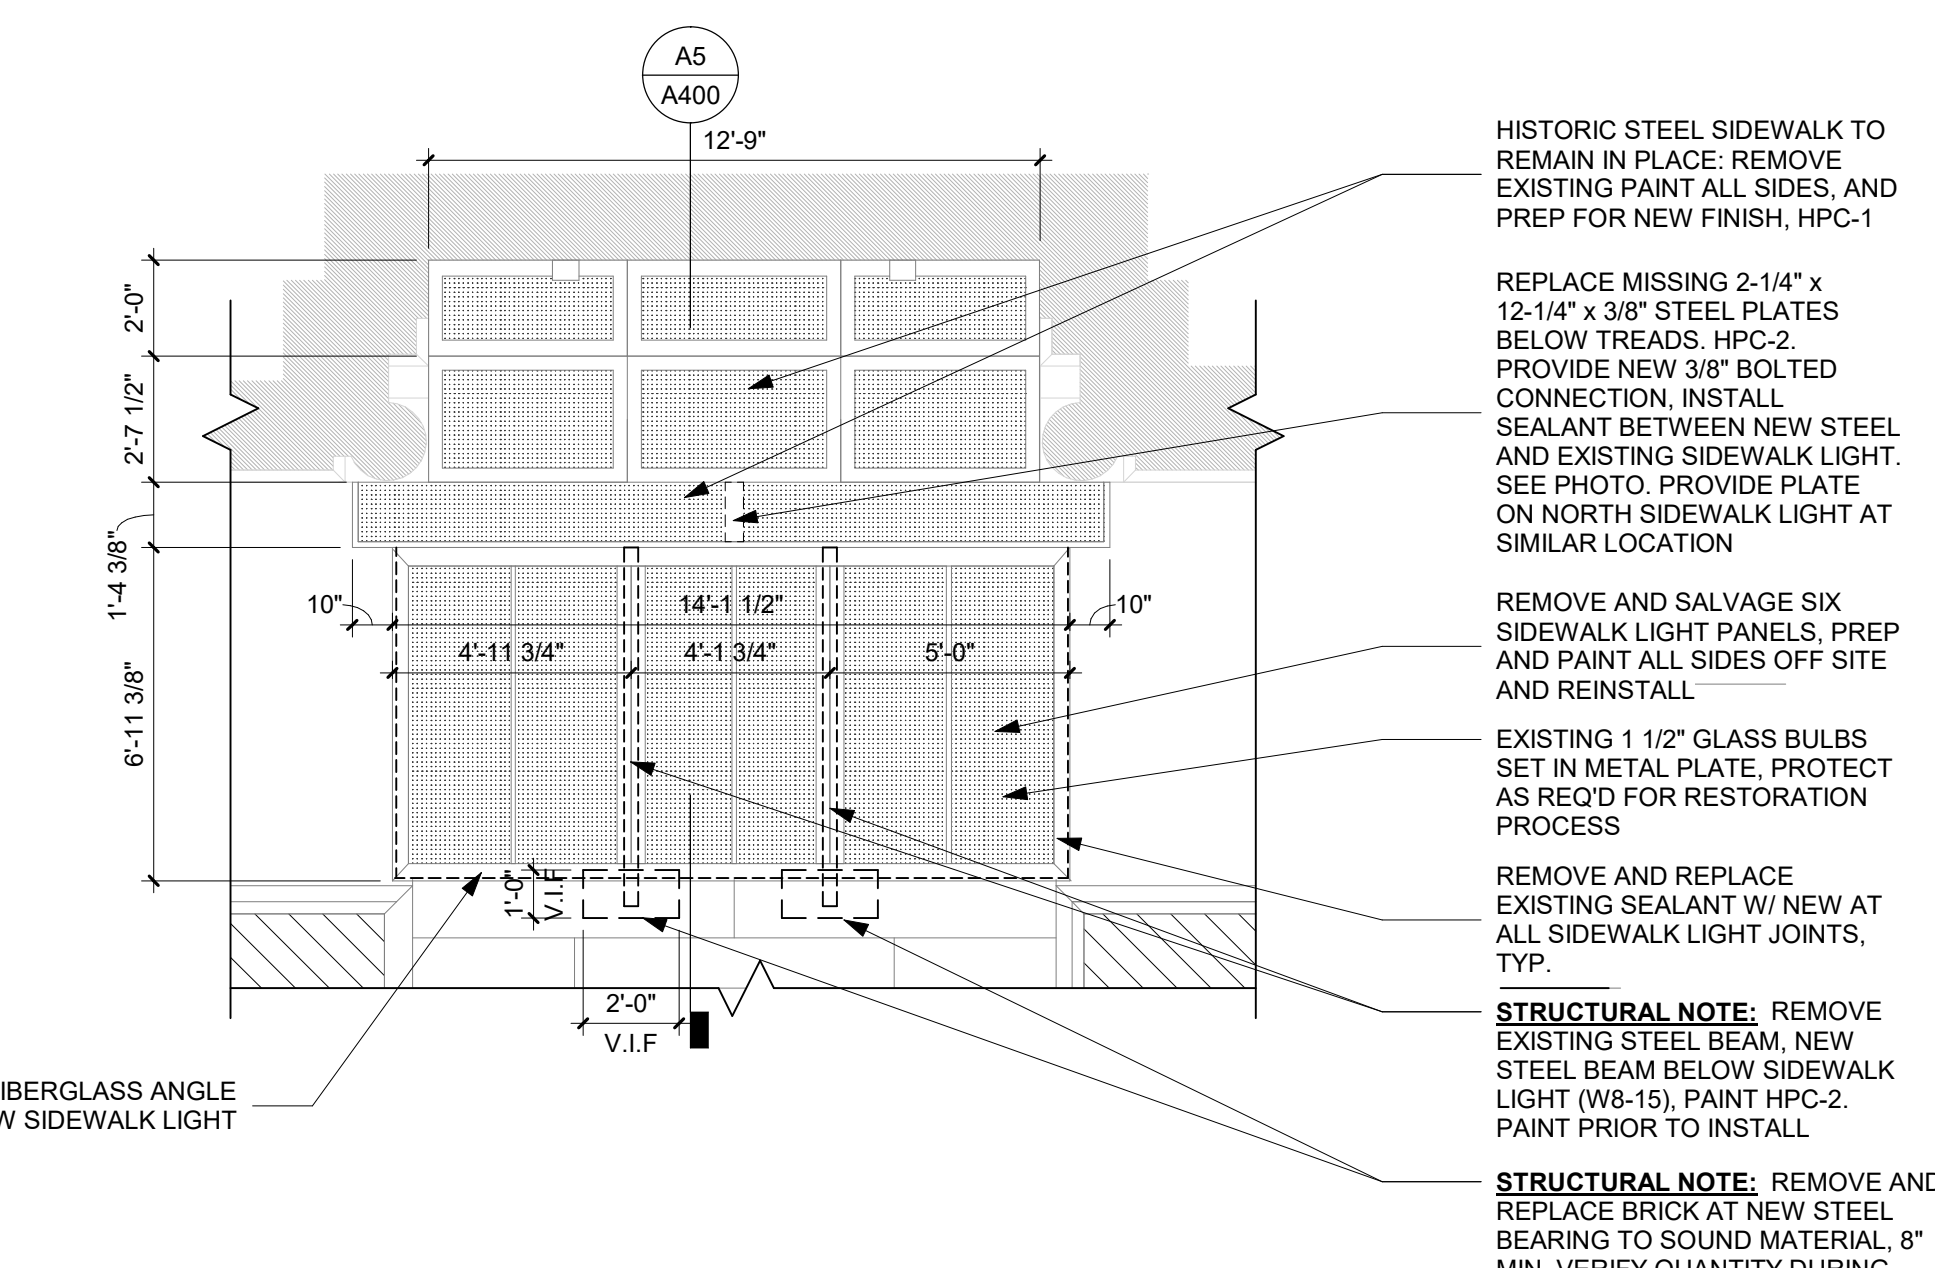 A5
A400
12'-9"
2'-0"
2'-7 1/2"
1'-4 3/8"
6'-11 3/8"
10"
14'-1 1/2"
10"
4'-11 3/4"
4'-1 3/4"
5'-0"
1'-0"
V.I.F
2'-0"
V.I.F
IBERGLASS ANGLE
W SIDEWALK LIGHT
HISTORIC STEEL SIDEWALK TO
REMAIN IN PLACE: REMOVE
EXISTING PAINT ALL SIDES, AND
PREP FOR NEW FINISH, HPC-1
REPLACE MISSING 2-1/4" x
12-1/4" x 3/8" STEEL PLATES
BELOW TREADS. HPC-2.
PROVIDE NEW 3/8" BOLTED
CONNECTION, INSTALL
SEALANT BETWEEN NEW STEEL
AND EXISTING SIDEWALK LIGHT.
SEE PHOTO. PROVIDE PLATE
ON NORTH SIDEWALK LIGHT AT
SIMILAR LOCATION
REMOVE AND SALVAGE SIX
SIDEWALK LIGHT PANELS, PREP
AND PAINT ALL SIDES OFF SITE
AND REINSTALL
EXISTING 1 1/2" GLASS BULBS
SET IN METAL PLATE, PROTECT
AS REQ'D FOR RESTORATION
PROCESS
REMOVE AND REPLACE
EXISTING SEALANT W/ NEW AT
ALL SIDEWALK LIGHT JOINTS,
TYP.
STRUCTURAL NOTE: REMOVE
EXISTING STEEL BEAM, NEW
STEEL BEAM BELOW SIDEWALK
LIGHT (W8-15), PAINT HPC-2.
PAINT PRIOR TO INSTALL
STRUCTURAL NOTE: REMOVE AND
REPLACE BRICK AT NEW STEEL
BEARING TO SOUND MATERIAL, 8"
MIN. VERIFY QUANTITY DURING